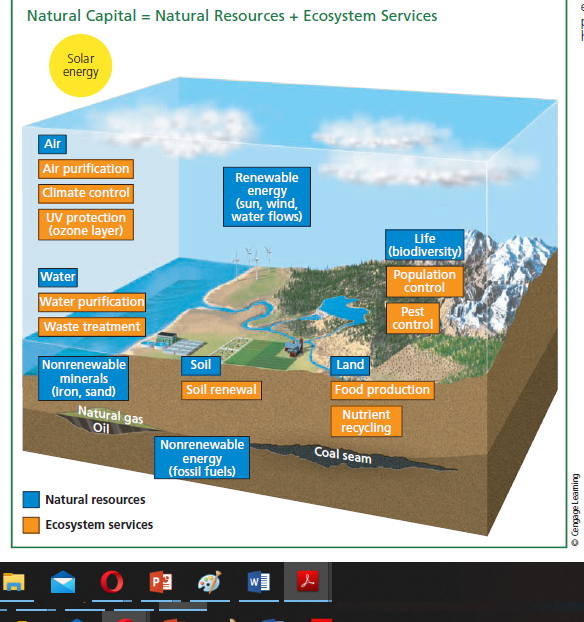 Natural Capital = Natural Resources + Ecosystem Services
Solar
energy
Air
Air purification
Climate control
UV protection
(ozone layer)
Renewable
energy
(sun, wind,
water flows)
Life
(biodiversity)
Population
control
Pest
control
Water
Water purification
Waste treatment
Nonrenewable
minerals
(iron, sand)
Soil
Soil renewal
Land
Food production
Nutrient
recycling
Natural gas
Oil
Nonrenewable
energy
(fossil fuels)
Coal seam
Natural resources
Ecosystem services
© Cengage Learning